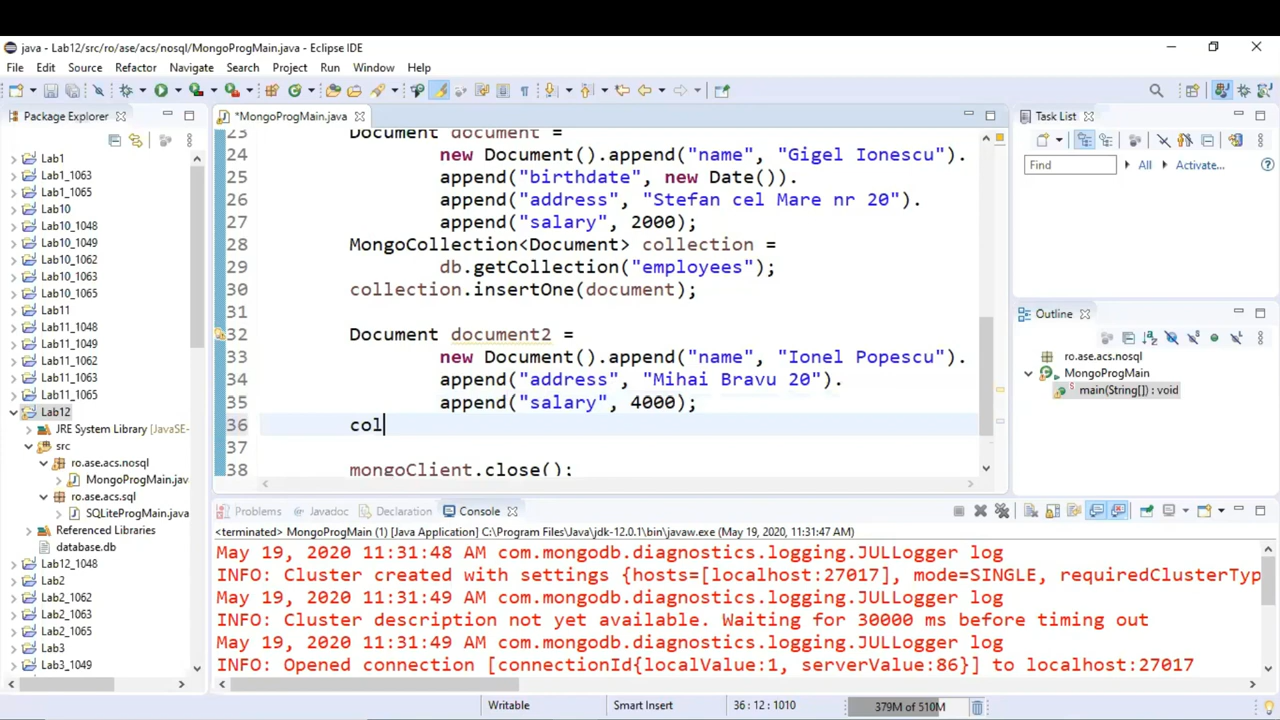 java - Lab12/src/ro/ase/acs/nosql/MongoProgMain.java - Eclipse IDE
File Edit Source Refactor Navigate Search Project Run Window Help
Package Explorer
Lab1
Lab1_1063
Lab1_1065
Lab10
Lab10_1048
Lab10_1049
Lab10_1062
Lab10_1063
Lab10_1065
Lab11
Lab11_1048
Lab11_1049
Lab11_1062
Lab11_1063
Lab11_1065
Lab12
JRE System Library [JavaSE-
src
ro.ase.acs.nosql
MongoProgMain.jav
ro.ase.acs.sql
SQLiteProgMain.java
Referenced Libraries
database.db
Lab12_1048
Lab2
Lab2_1062
Lab2_1063
Lab2_1065
Lab3
Lab3_1049
*MongoProgMain.java
23 Document document =
24 new Document().append("name", "Gigel Ionescu").
25 append("birthdate", new Date()).
26 append("address", "Stefan cel Mare nr 20").
27 append("salary", 2000);
28 MongoCollection<Document> collection =
29 db.getCollection("employees");
30 collection.insertOne(document);
31
32 Document document2 =
33 new Document().append("name", "Ionel Popescu").
34 append("address", "Mihai Bravu 20").
35 append("salary", 4000);
36 col
37
38 mongoClient.close();
Task List
Find All Activate...
Outline
ro.ase.acs.nosql
MongoProgMain
main(String[]) : void
Problems Javadoc Declaration Console
<terminated> MongoProgMain (1) [Java Application] C:\Program Files\Java\jdk-12.0.1\bin\javaw.exe (May 19, 2020 11:31:47 AM)
May 19, 2020 11:31:48 AM com.mongodb.diagnostics.logging.JULLogger log
INFO: Cluster created with settings {hosts=[localhost:27017], mode=SINGLE, requiredClusterTyp
May 19, 2020 11:31:49 AM com.mongodb.diagnostics.logging.JULLogger log
INFO: Cluster description not yet available. Waiting for 30000 ms before timing out
May 19, 2020 11:31:49 AM com.mongodb.diagnostics.logging.JULLogger log
INFO: Opened connection [connectionId{localValue:1, serverValue:86}] to localhost:27017
Writable Smart Insert 36 : 12 : 1010 379M of 510M